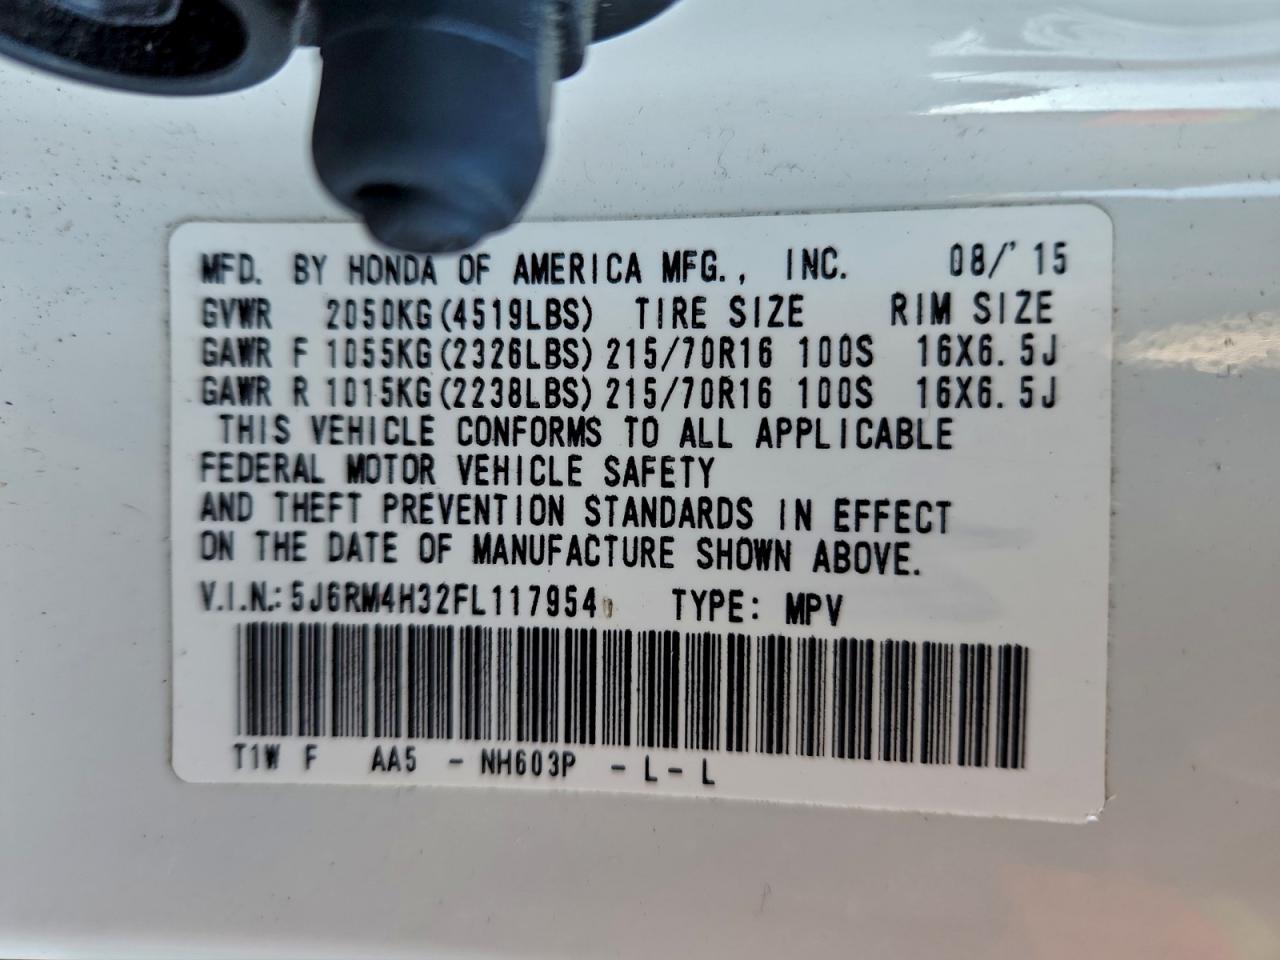 MFD. BY HONDA OF AMERICA MFG., INC. 08/'15
GVWR 2050KG(4519LBS) TIRE SIZE RIM SIZE
GAWR F 1055KG(2326LBS) 215/70R16 100S 16X6.5J
GAWR R 1015KG(2238LBS) 215/70R16 100S 16X6.5J
THIS VEHICLE CONFORMS TO ALL APPLICABLE
FEDERAL MOTOR VEHICLE SAFETY
AND THEFT PREVENTION STANDARDS IN EFFECT
ON THE DATE OF MANUFACTURE SHOWN ABOVE.
V.I.N.: 5J6RM4H32FL117954 TYPE: MPV
T1W F AA5 - NH603P - L - L